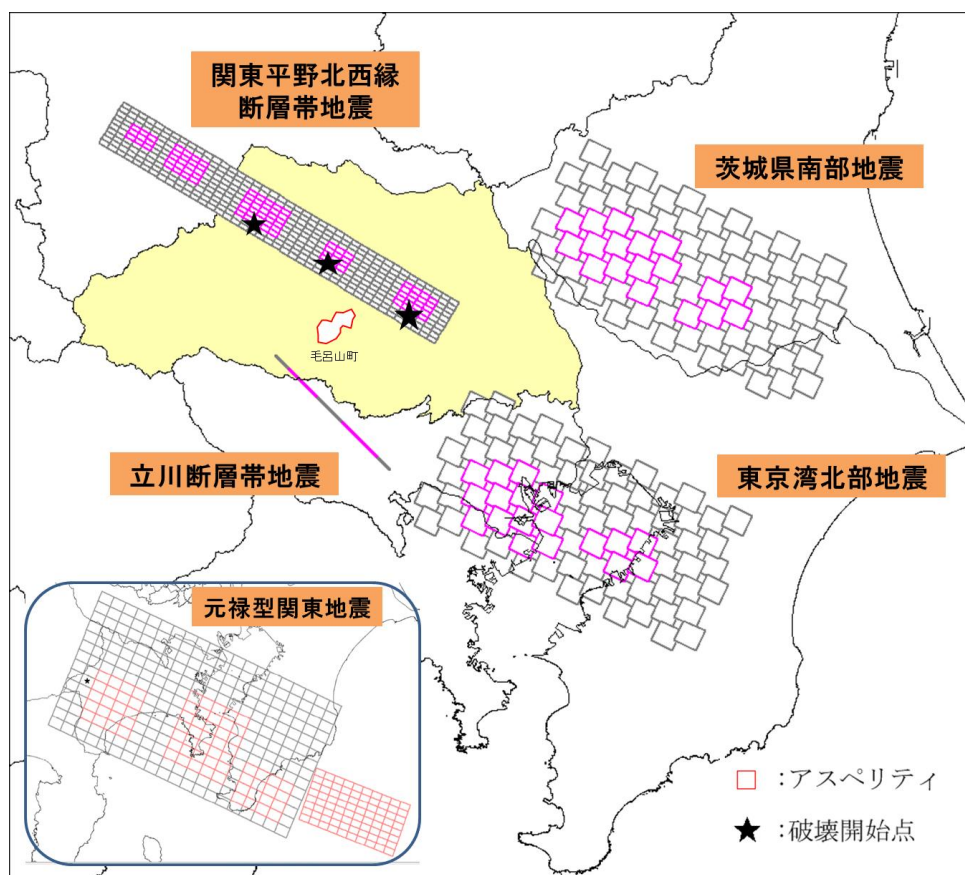 関東平野北西縁
断層帯地震
茨城県南部地震
毛呂山町
立川断層帯地震
東京湾北部地震
元禄型関東地震
□ :アスペリティ
★ :破壊開始点